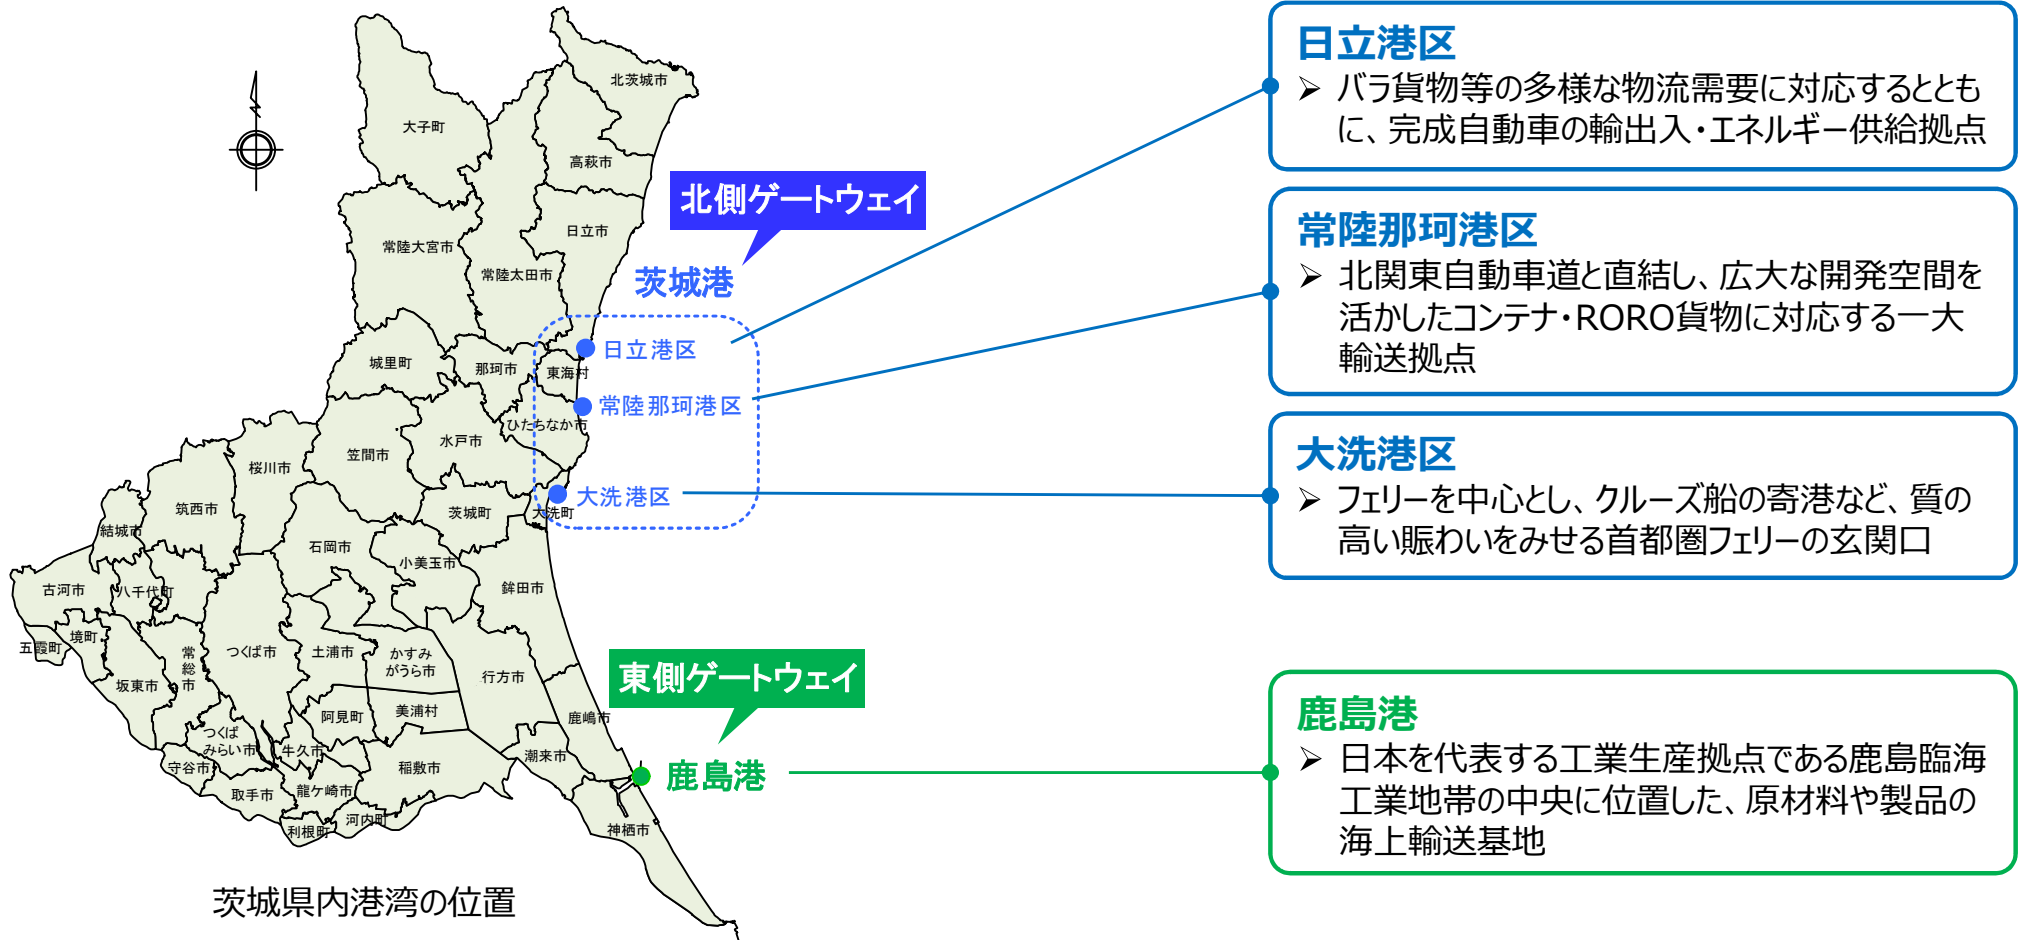 北茨城市
大子町
高萩市
北側ゲートウェイ
日立市
常陸大宮市
常陸太田市
茨城港
日立港区
城里町
那珂市
東海村
常陸那珂港区
ひたちなか市
水戸市
笠間市
桜川市
大洗港区
筑西市
茨城町
大洗町
結城市
石岡市
小美玉市
鉾田市
古河市
八千代町
境町
五霞町
常総市
つくば市
土浦市
かすみ
がうら市
行方市
坂東市
東側ゲートウェイ
阿見町
美浦村
鹿嶋市
つくば
みらい市
牛久市
潮来市
守谷市
稲敷市
鹿島港
取手市
龍ケ崎市
河内町
利根町
神栖市
茨城県内港湾の位置
日立港区
➢ バラ貨物等の多様な物流需要に対応するととも
に、完成自動車の輸出入・エネルギー供給拠点
常陸那珂港区
➢ 北関東自動車道と直結し、広大な開発空間を
活かしたコンテナ・RORO貨物に対応する一大
輸送拠点
大洗港区
➢ フェリーを中心とし、クルーズ船の寄港など、質の
高い賑わいをみせる首都圏フェリーの玄関口
鹿島港
➢ 日本を代表する工業生産拠点である鹿島臨海
工業地帯の中央に位置した、原材料や製品の
海上輸送基地